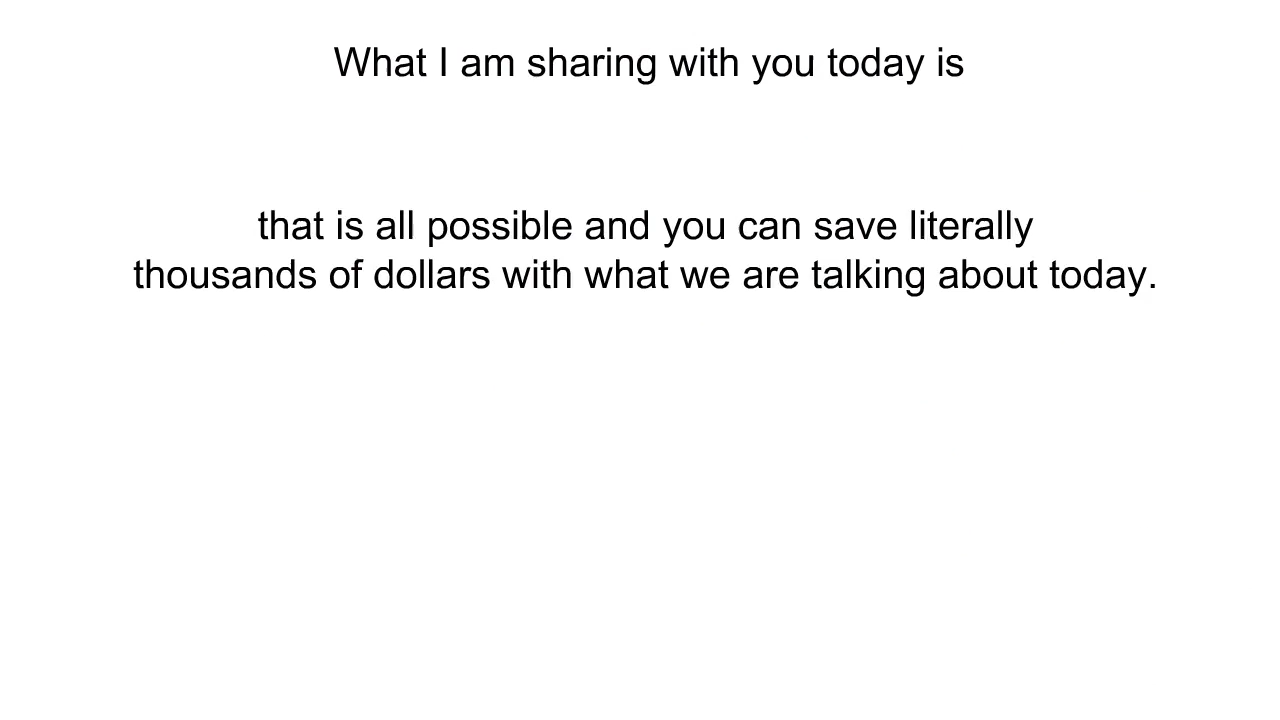 What I am sharing with you today is
that is all possible and you can save literally
thousands of dollars with what we are talking about today.